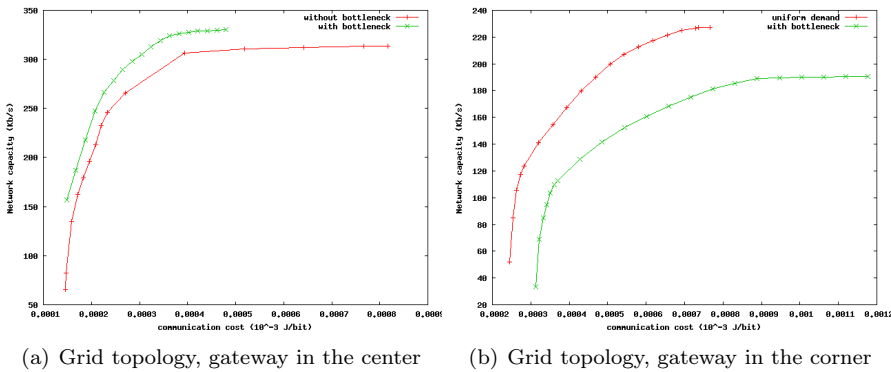 350
300
250
200
150
100
50
Network capacity (Kb/s)
without bottleneck
with bottleneck
0.0001 0.0002 0.0003 0.0004 0.0005 0.0006 0.0007 0.0008 0.0009
communication cost (10^-3 J/bit)
(a) Grid topology, gateway in the center
240
220
200
180
160
140
120
100
80
60
40
20
Network capacity (Kb/s)
uniform demand
with bottleneck
0.0002 0.0003 0.0004 0.0005 0.0006 0.0007 0.0008 0.0009 0.001 0.0011 0.0012
communication cost (10^-3 J/bit)
(b) Grid topology, gateway in the corner